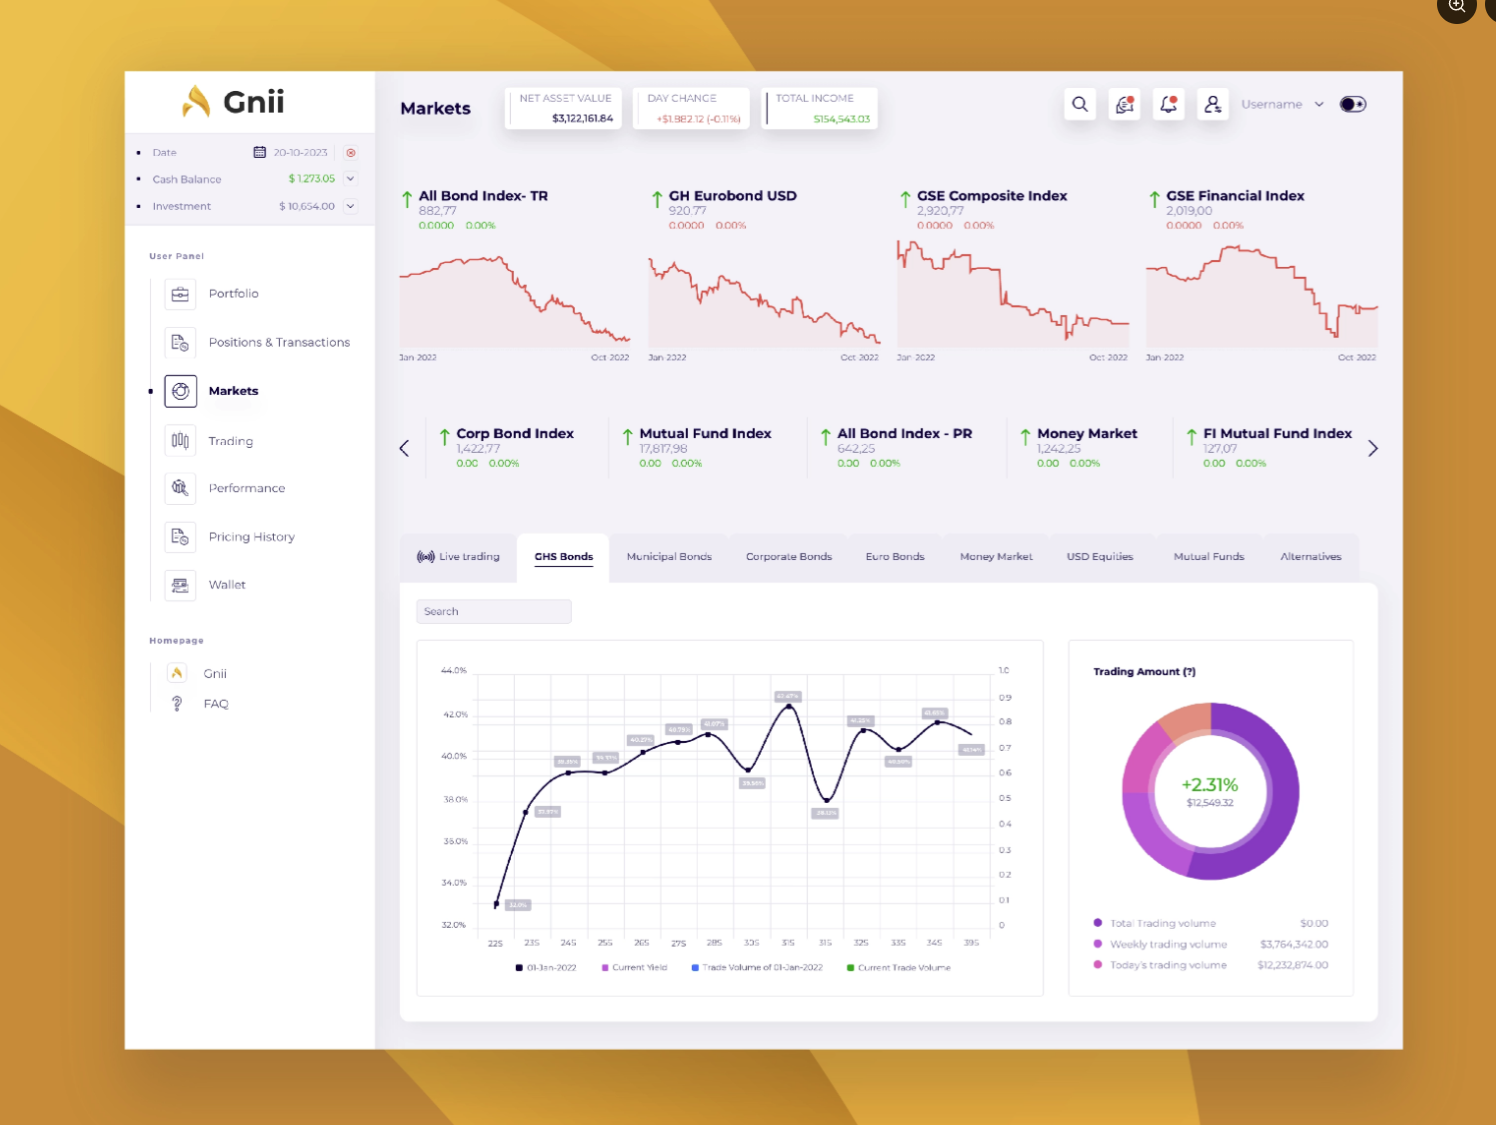 Gnii
Date 20-10-2023
Cash Balance $ 1,273.05
Investment $ 10,654.00
User Panel
Portfolio
Positions & Transactions
Markets
Trading
Performance
Pricing History
Wallet
Homepage
Gnii
FAQ
Markets
NET ASSET VALUE
$3,122,161.84
DAY CHANGE
+$1.882.12 (-0.11%)
TOTAL INCOME
$154,543.03
Username
All Bond Index- TR
882,77
0.0000 0.00%
Jan 2022 Oct 2022
GH Eurobond USD
920.77
0.0000 0.00%
Jan 2022 Oct 2022
GSE Composite Index
2,920,77
0.0000 0.00%
Jan 2022 Oct 2022
GSE Financial Index
2,019,00
0.0000 0.00%
Jan 2022 Oct 2022
Corp Bond Index
1,422,77
0.00 0.00%
Mutual Fund Index
17,817,98
0.00 0.00%
All Bond Index - PR
642,25
0.00 0.00%
Money Market
1,242,25
0.00 0.00%
FI Mutual Fund Index
127,07
0.00 0.00%
Live trading GHS Bonds Municipal Bonds Corporate Bonds Euro Bonds Money Market USD Equities Mutual Funds Alternatives
Search
44.0%
42.0%
40.0%
38.0%
36.0%
34.0%
32.0%
1.0
0.9
0.8
0.7
0.6
0.5
0.4
0.3
0.2
0.1
0
22S 23S 24S 25S 26S 27S 28S 30S 31S 31S 32S 33S 34S 39S
01-Jan-2022 Current Yield Trade Volume of 01-Jan-2022 Current Trade Volume
Trading Amount (?)
+2.31%
$12,549.32
Total Trading volume $0.00
Weekly trading volume $3,764,342.00
Today's trading volume $12,232,874.00